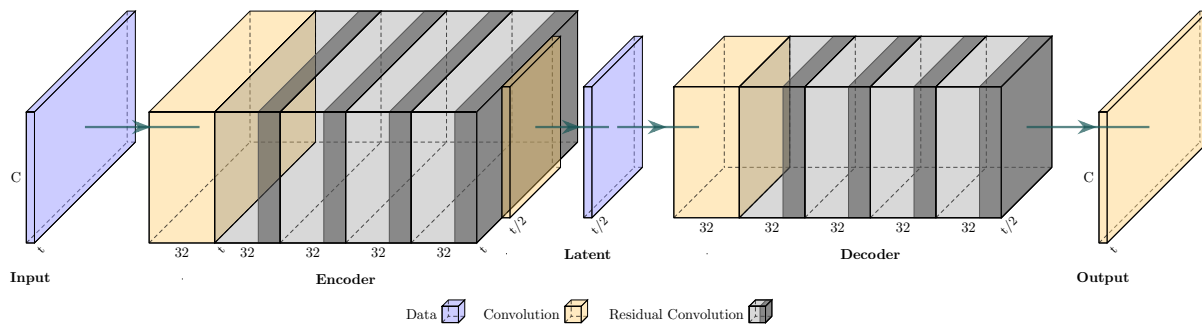 C
t
Input
32
t
32
32
32
32
t
t/2
Encoder
t/2
Latent
32
32
32
32
32
t/2
Decoder
C
t
Output
Data
Convolution
Residual Convolution